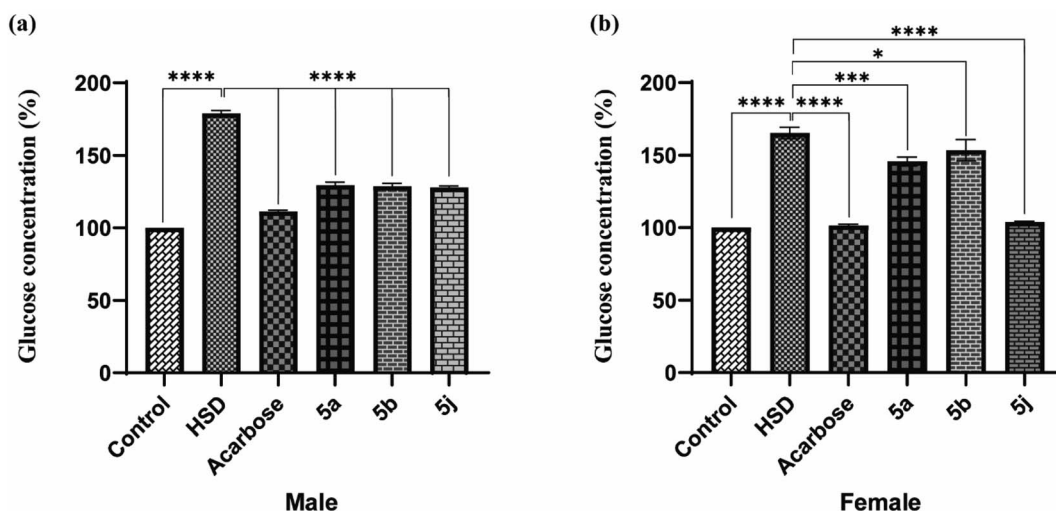 (a)
Glucose concentration (%)
200
150
100
50
0
**** ****
Control
HSD
Acarbose
5a
5b
5j
Male
(b)
Glucose concentration (%)
200
150
100
50
0
****
*
***
**** ****
Control
HSD
Acarbose
5a
5b
5j
Female